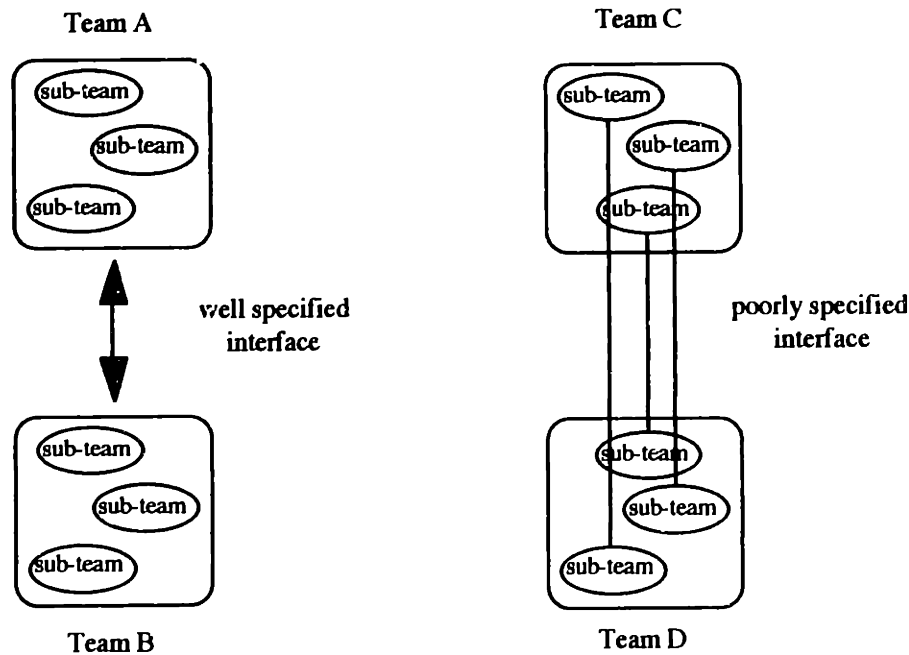 Team A
sub-team
sub-team
sub-team
well specified
interface
sub-team
sub-team
sub-team
Team B
Team C
sub-team
sub-team
sub-team
poorly specified
interface
sub-team
sub-team
sub-team
Team D